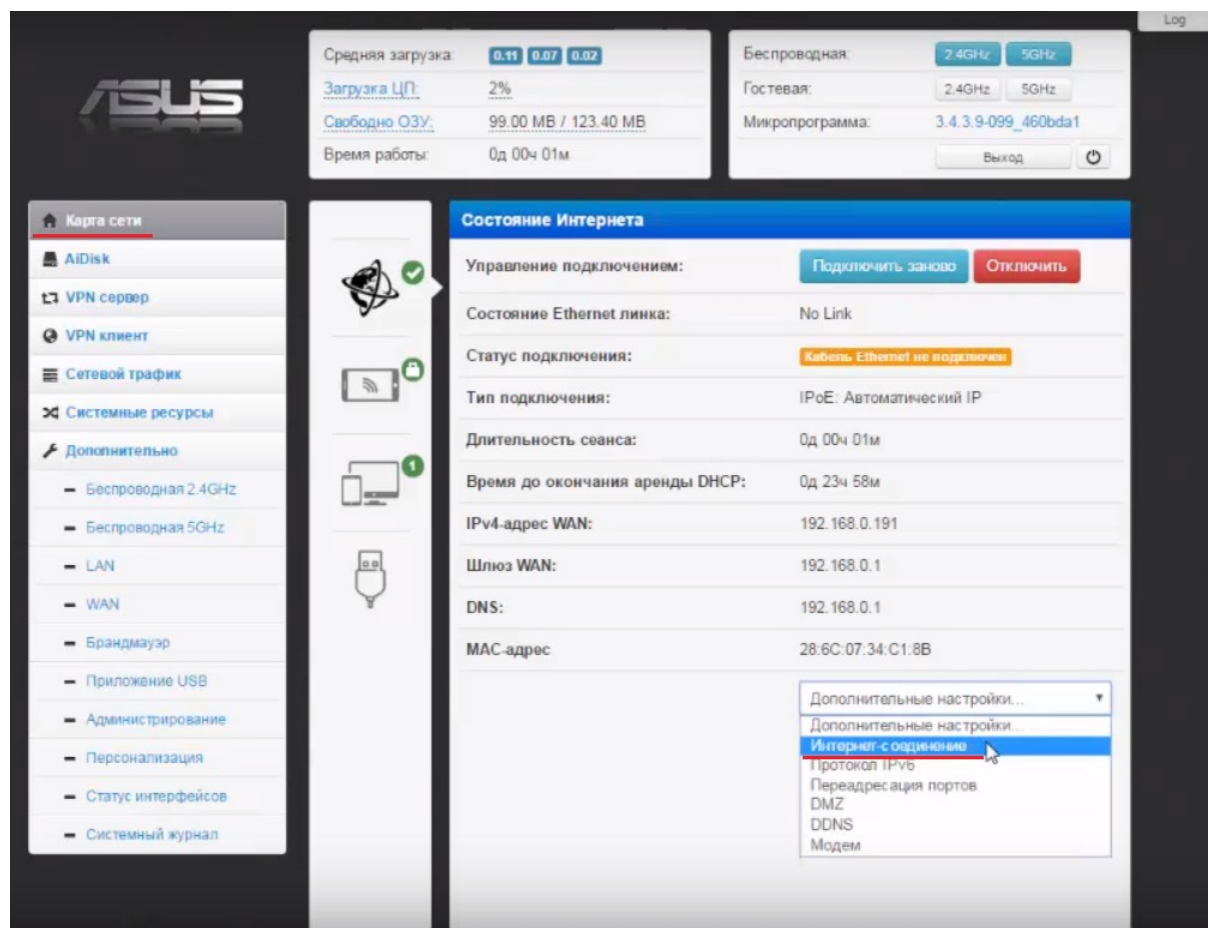 Log
ASUS
Средняя загрузка: 0.11 0.07 0.02
Загрузка ЦП: 2%
Свободно ОЗУ: 99.00 MB / 123.40 MB
Время работы: 0д 00ч 01м
Беспроводная: 2.4GHz 5GHz
Гостевая: 2.4GHz 5GHz
Микропрограмма: 3.4.3.9-099_460bda1
Выход
Карта сети
AiDisk
VPN сервер
VPN клиент
Сетевой трафик
Системные ресурсы
Дополнительно
Беспроводная 2.4GHz
Беспроводная 5GHz
LAN
WAN
Брандмауэр
Приложение USB
Администрирование
Персонализация
Статус интерфейсов
Системный журнал
1
Состояние Интернета
Управление подключением: Подключить заново Отключить
Состояние Ethernet линка: No Link
Статус подключения: Кабель Ethernet не подключен
Тип подключения: IPoE: Автоматический IP
Длительность сеанса: 0д 00ч 01м
Время до окончания аренды DHCP: 0д 23ч 58м
IPv4-адрес WAN: 192.168.0.191
Шлюз WAN: 192.168.0.1
DNS: 192.168.0.1
MAC-адрес 28:6C:07:34:C1:8B
Дополнительные настройки...
Дополнительные настройки...
Интернет-соединение
Протокол IPv6
Переадресация портов
DMZ
DDNS
Модем